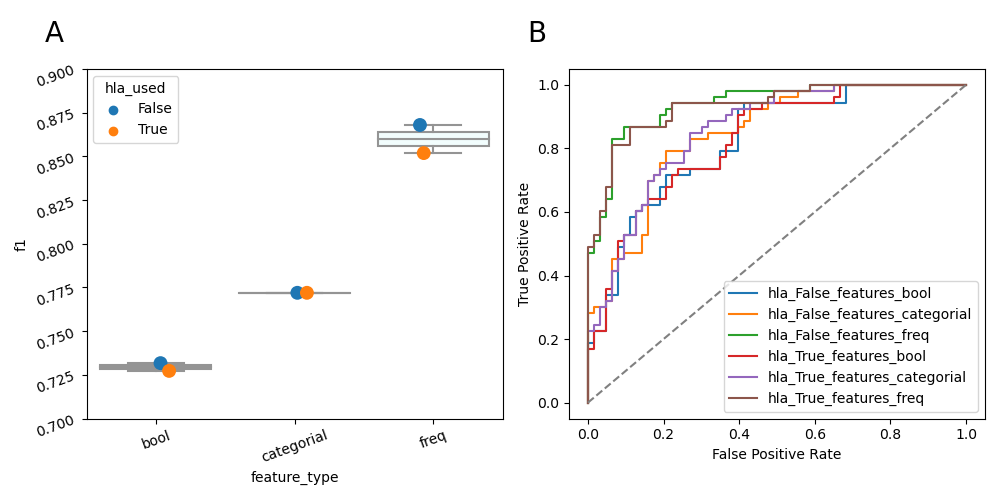 A
hla_used
False
True
0.900
0.875
0.850
0.825
0.800
0.775
0.750
0.725
0.700
f1
bool
categorial
freq
feature_type
B
1.0
0.8
0.6
0.4
0.2
0.0
True Positive Rate
hla_False_features_bool
hla_False_features_categorial
hla_False_features_freq
hla_True_features_bool
hla_True_features_categorial
hla_True_features_freq
0.0 0.2 0.4 0.6 0.8 1.0
False Positive Rate